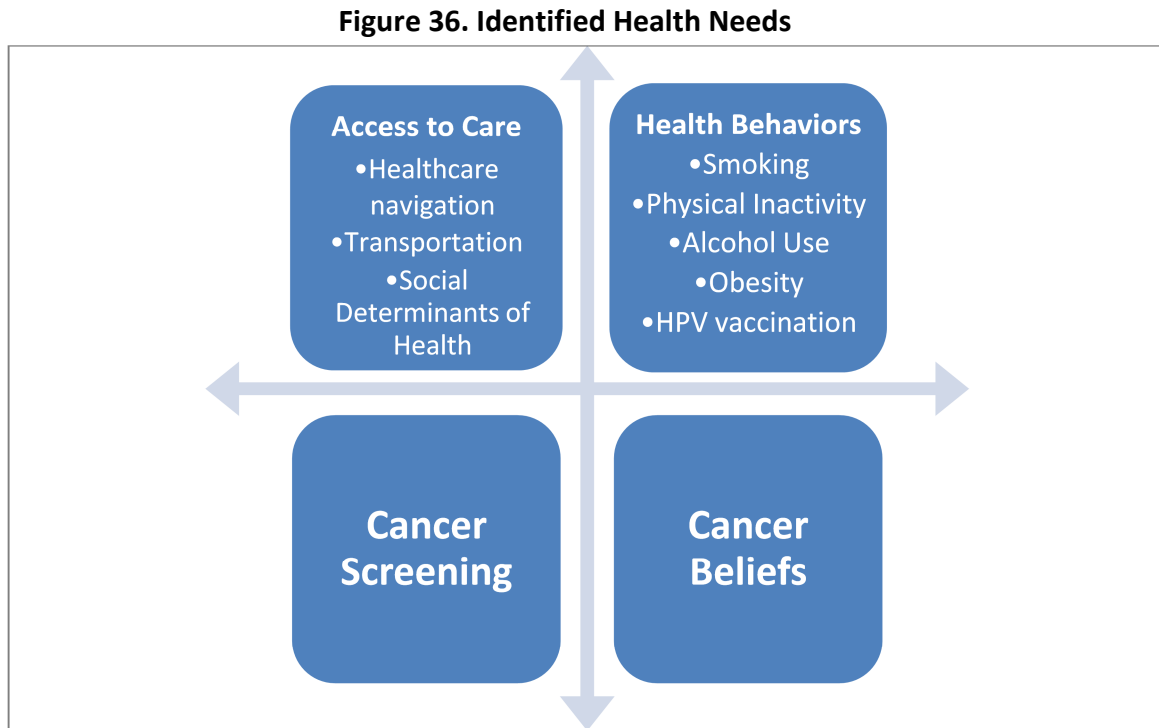 Figure 36. Identified Health Needs
Access to Care
•Healthcare
navigation
•Transportation
•Social
Determinants of
Health
Health Behaviors
•Smoking
•Physical Inactivity
•Alcohol Use
•Obesity
•HPV vaccination
Cancer
Screening
Cancer
Beliefs